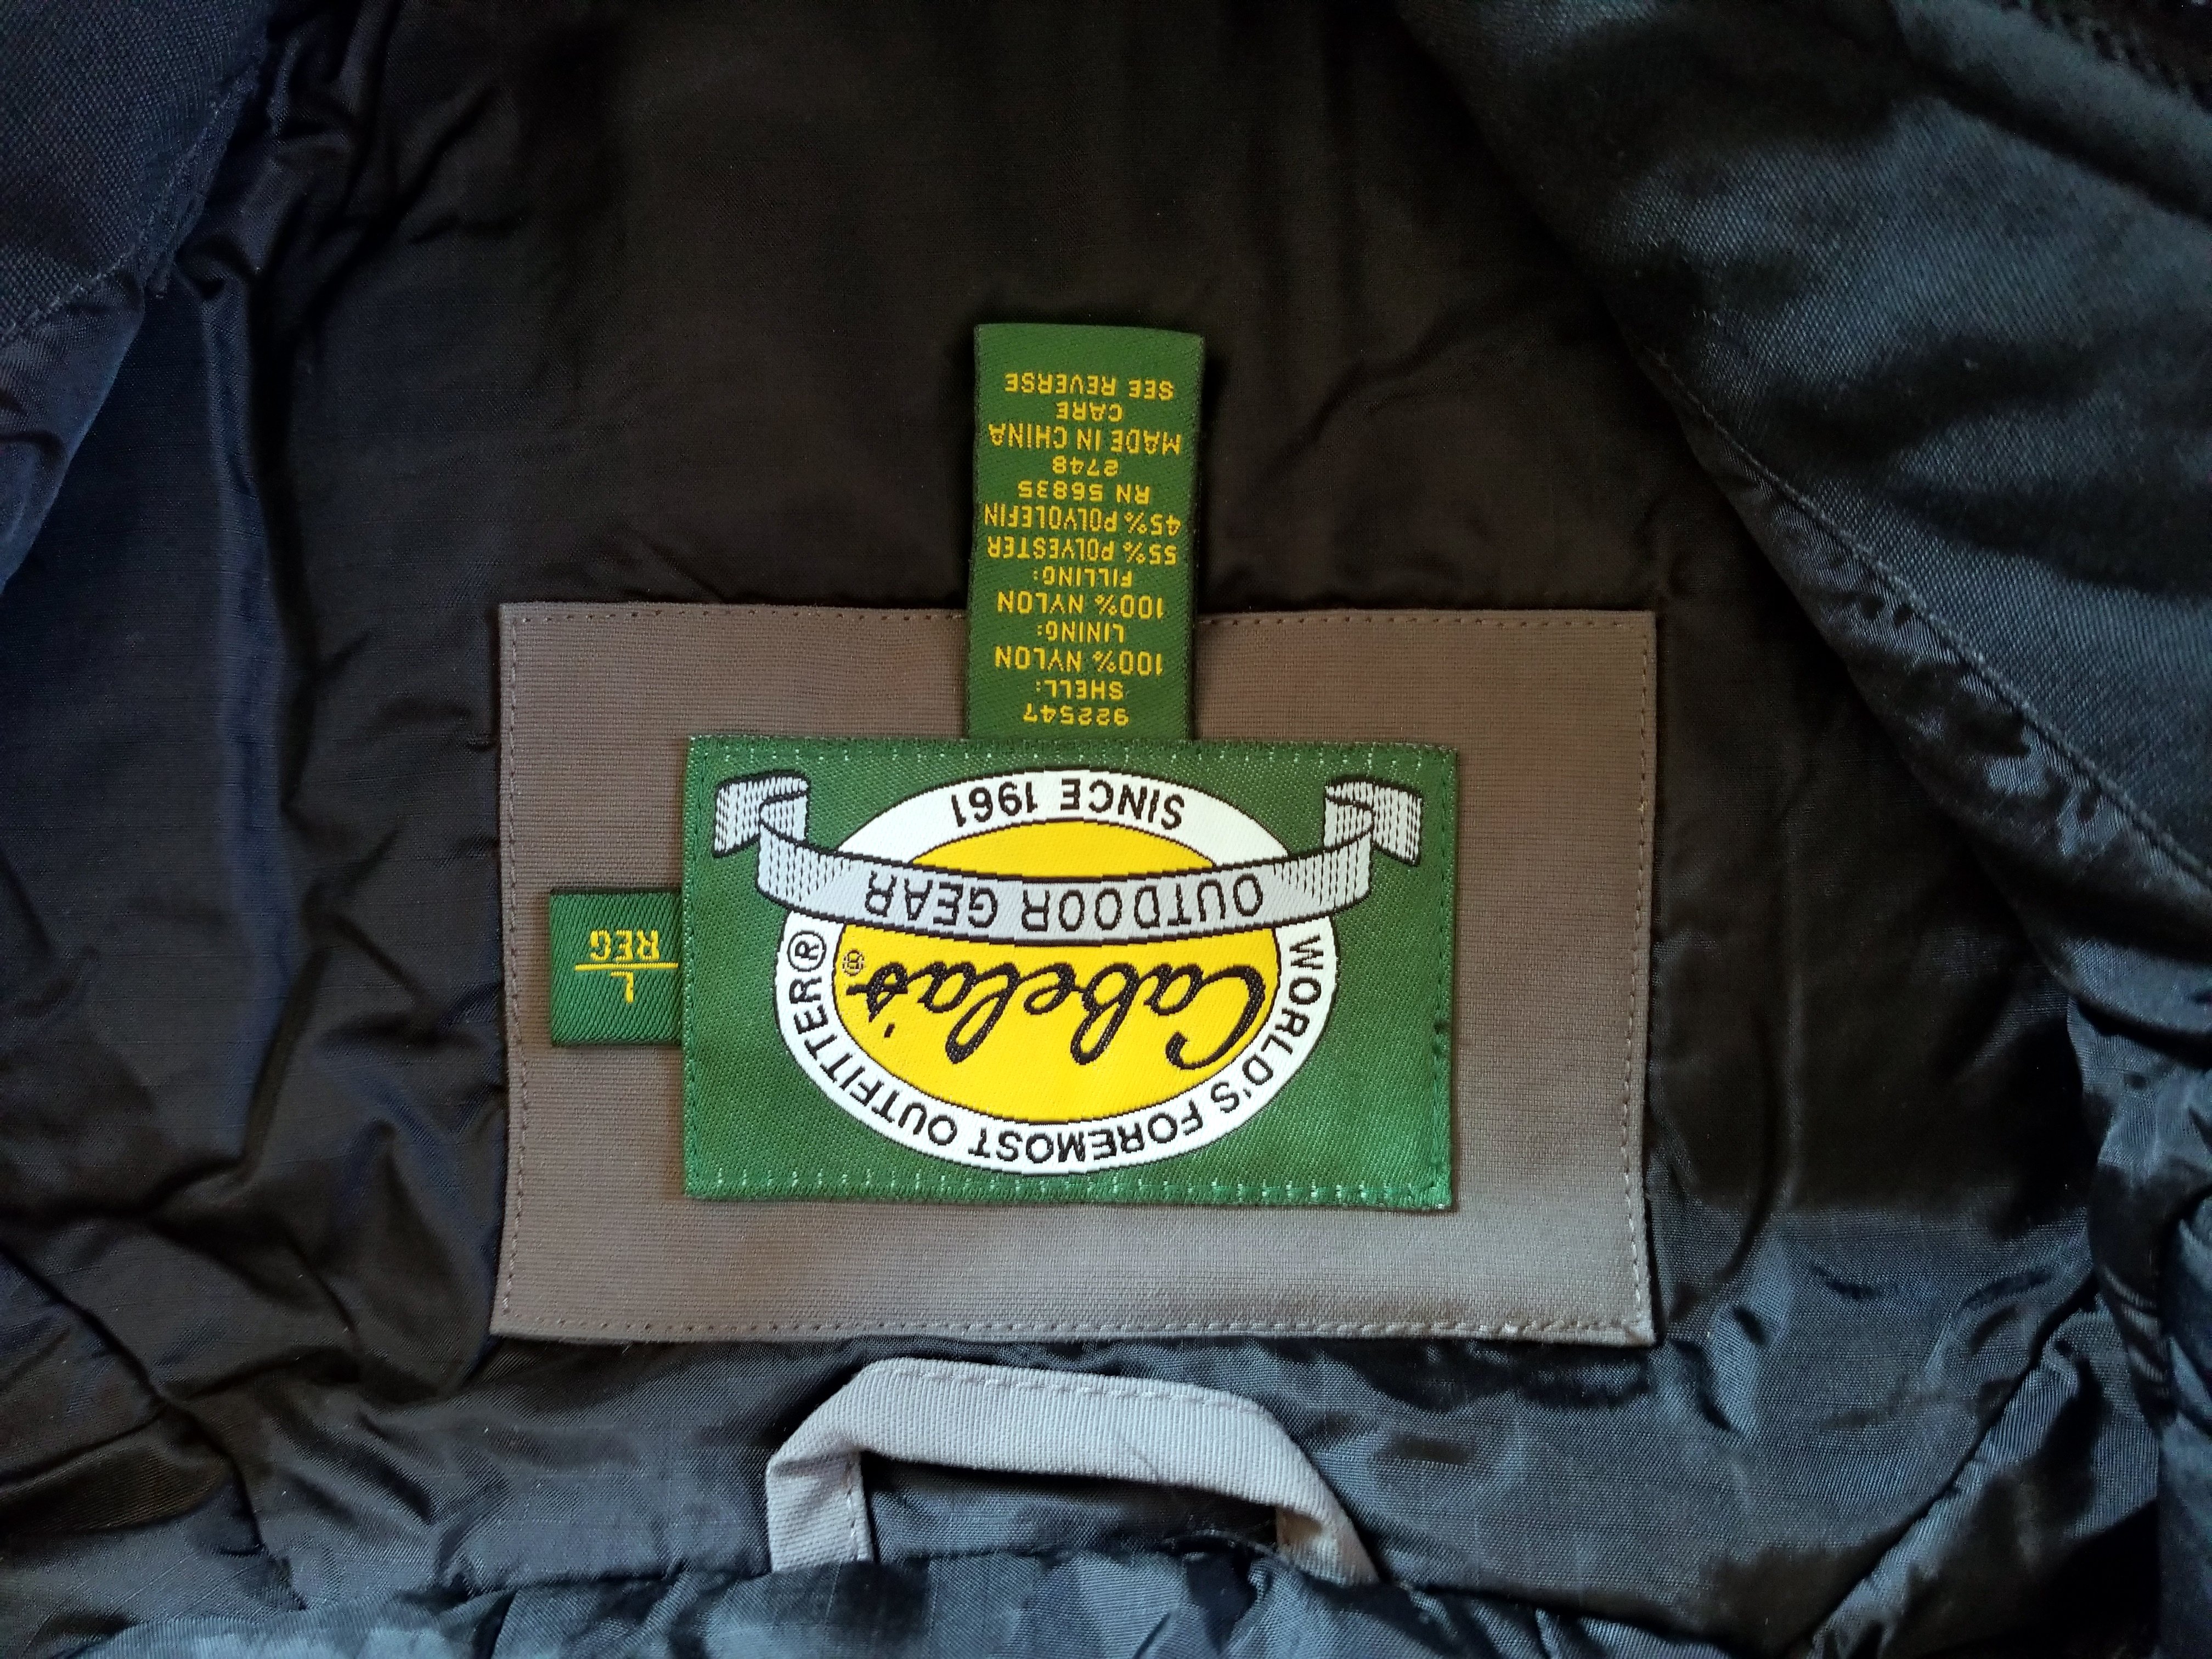 WORLD'S FOREMOST OUTFITTER®
Cabela's®
OUTDOOR GEAR
SINCE 1961
L
REG
922547
SHELL:
100% NYLON
LINING:
100% NYLON
FILLING:
55% POLYESTER
45% POLYOLEFIN
RN 56835
2748
MADE IN CHINA
CARE
SEE REVERSE